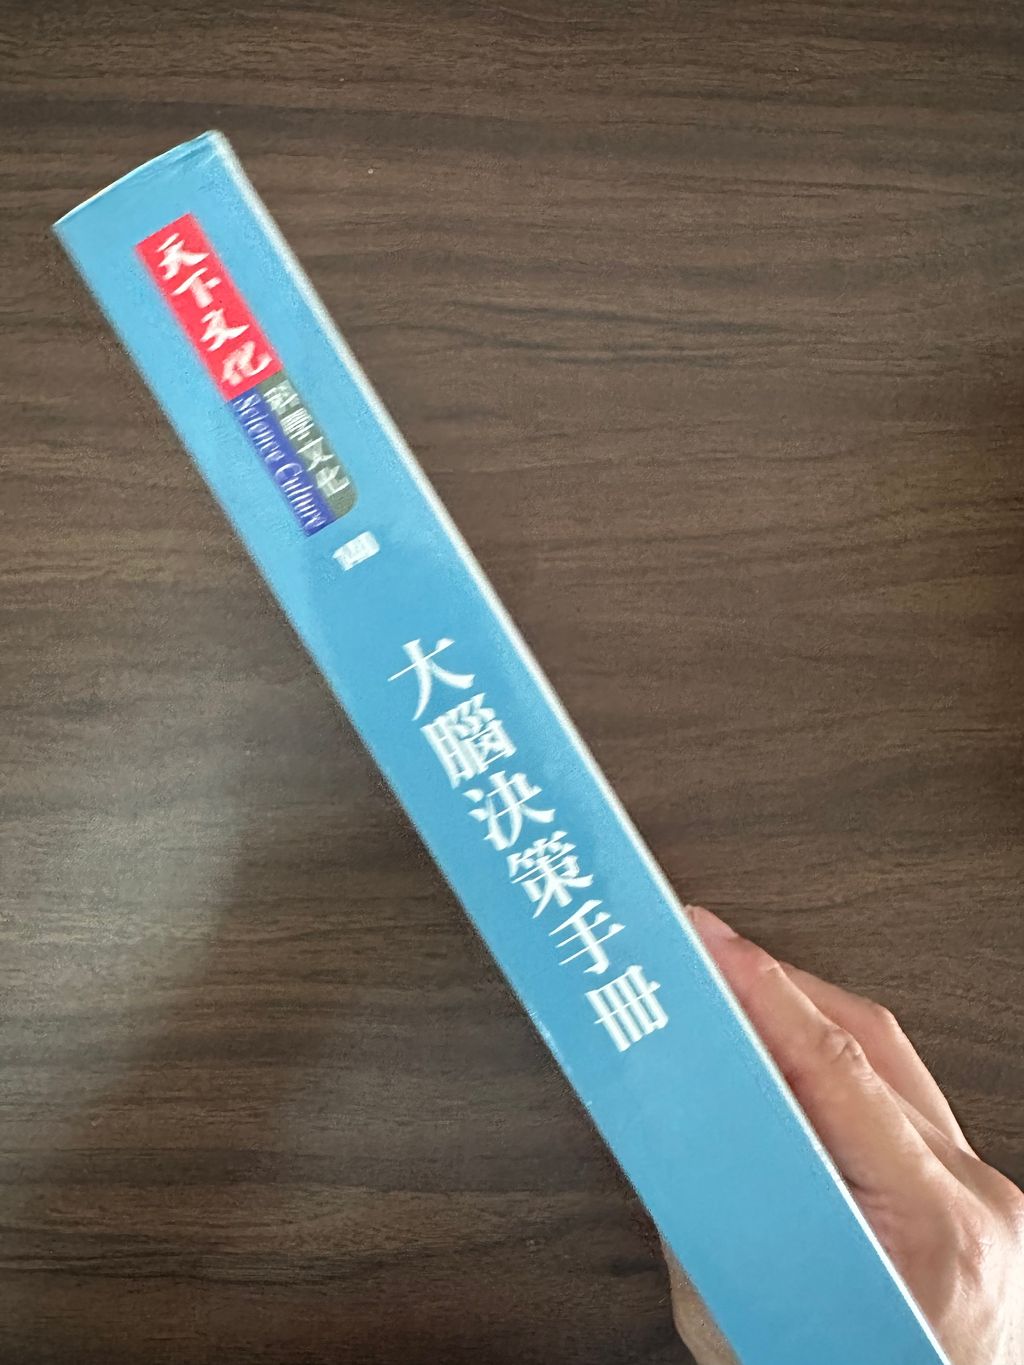 天下文化
科學文化
Science Culture
大腦決策手冊